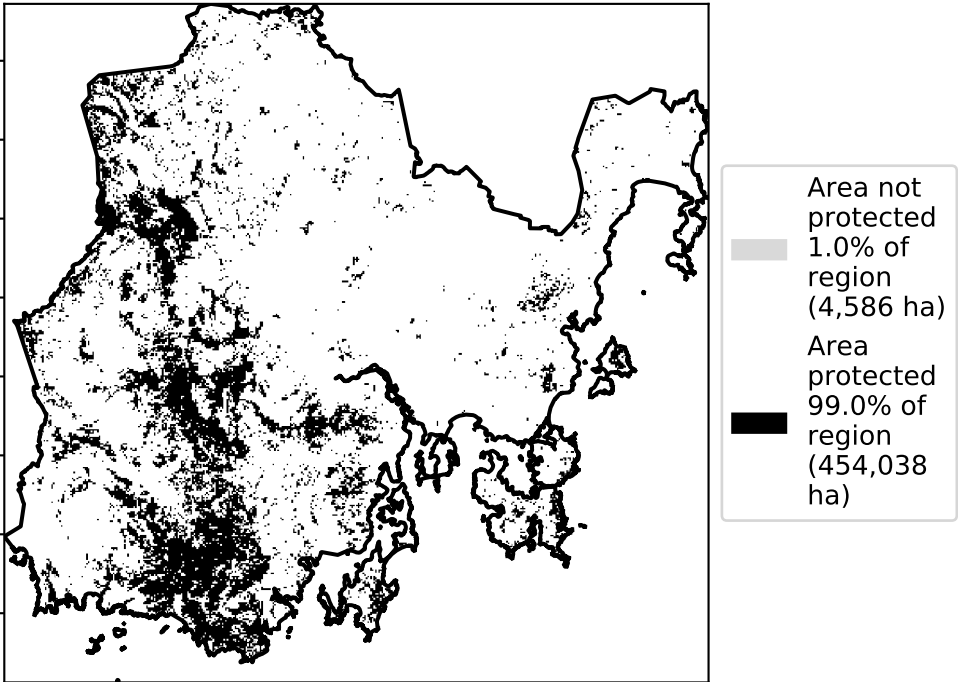 Area not
protected
1.0% of
region
(4,586 ha)
Area
protected
99.0% of
region
(454,038
ha)